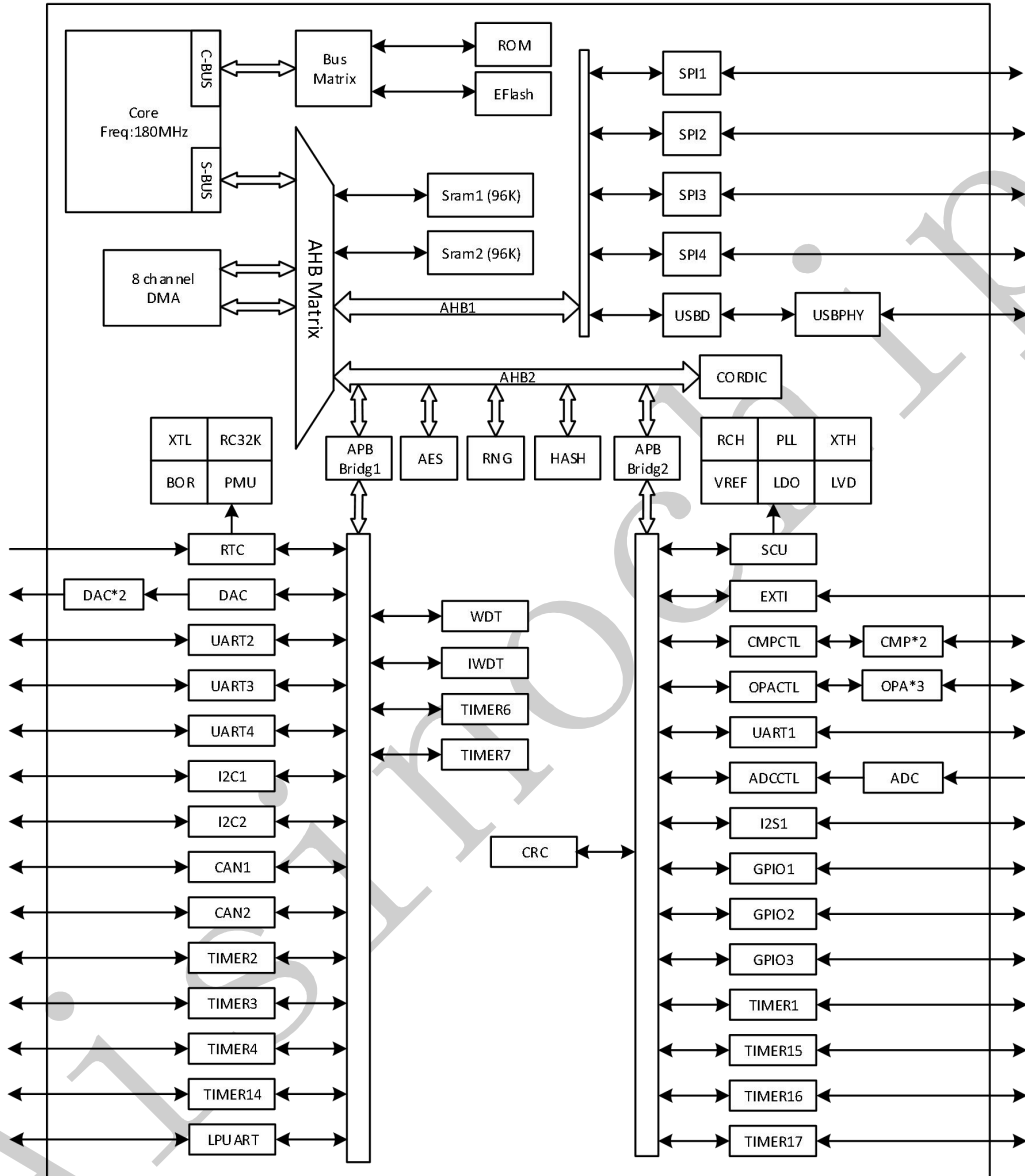 C-BUS
Core
Freq:180MHz
S-BUS
Bus
Matrix
ROM
EFlash
8 channel
DMA
AHB Matrix
Sram1 (96K)
Sram2 (96K)
AHB1
AHB2
SPI1
SPI2
SPI3
SPI4
USBD
USBPHY
CORDIC
XTL
RC32K
BOR
PMU
APB
Bridg1
AES
RNG
HASH
APB
Bridg2
RCH
PLL
XTH
VREF
LDO
LVD
RTC
DAC*2
DAC
UART2
UART3
UART4
I2C1
I2C2
CAN1
CAN2
TIMER2
TIMER3
TIMER4
TIMER14
LPUART
WDT
IWDT
TIMER6
TIMER7
CRC
SCU
EXTI
CMPCTL
CMP*2
OPACTL
OPA*3
UART1
ADCCTL
ADC
I2S1
GPIO1
GPIO2
GPIO3
TIMER1
TIMER15
TIMER16
TIMER17
isinochip